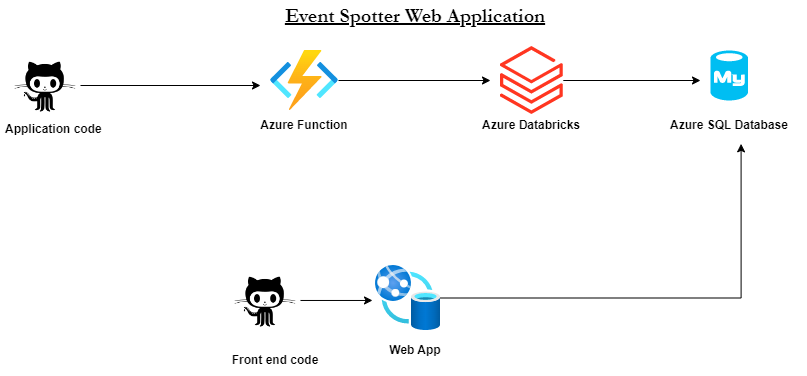 Event Spotter Web Application
My
Application code
Azure Function
Azure Databricks
Azure SQL Database
Front end code
Web App